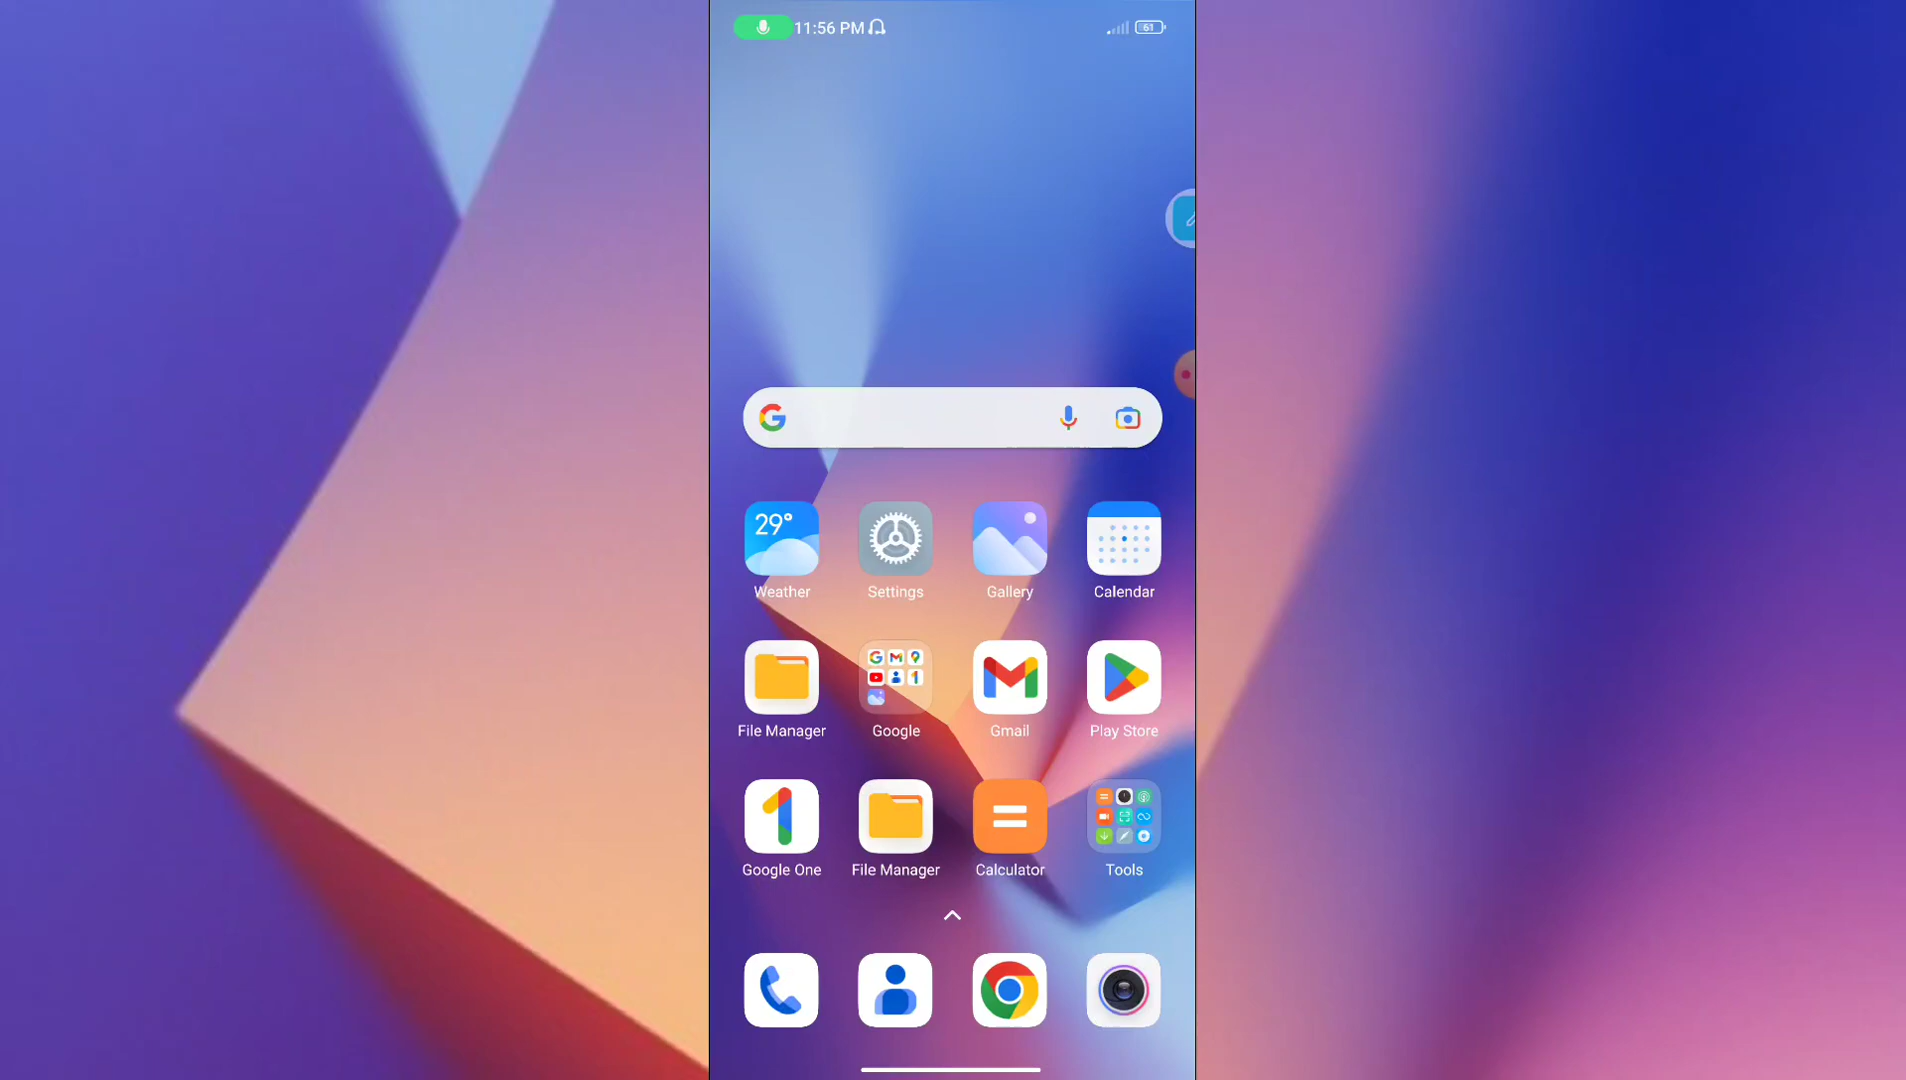 11:56 PM 61
29°
Weather Settings Gallery Calendar
File Manager Google Gmail Play Store
Google One File Manager Calculator Tools